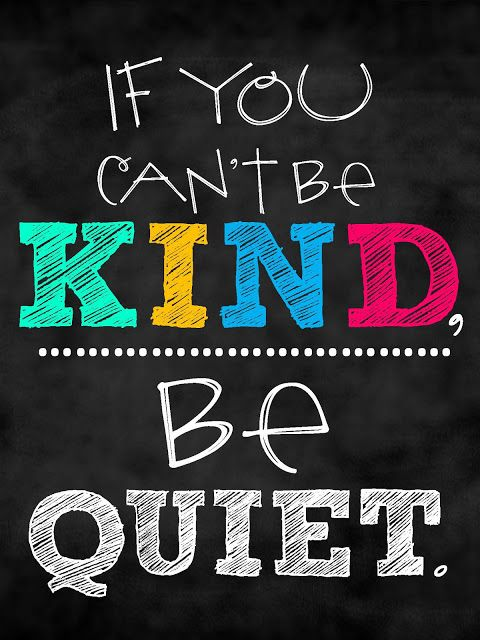 IF YOU
CAN'T Be
KIND,
Be
QUIET.